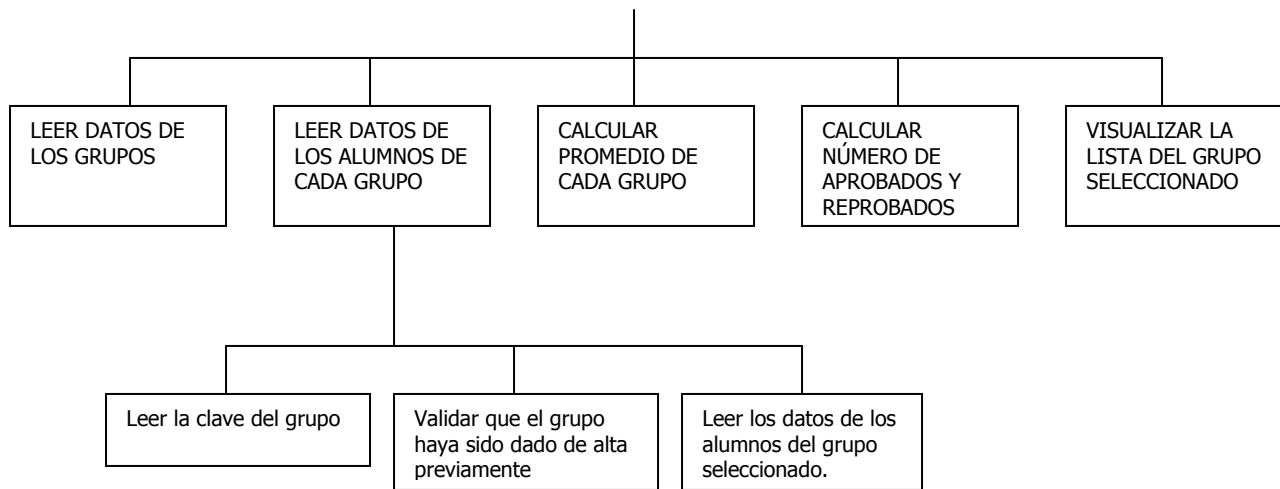 LEER DATOS DE
LOS GRUPOS
LEER DATOS DE
LOS ALUMNOS DE
CADA GRUPO
CALCULAR
PROMEDIO DE
CADA GRUPO
CALCULAR
NÚMERO DE
APROBADOS Y
REPROBADOS
VISUALIZAR LA
LISTA DEL GRUPO
SELECCIONADO
Leer la clave del grupo
Validar que el grupo
haya sido dado de alta
previamente
Leer los datos de los
alumnos del grupo
seleccionado.